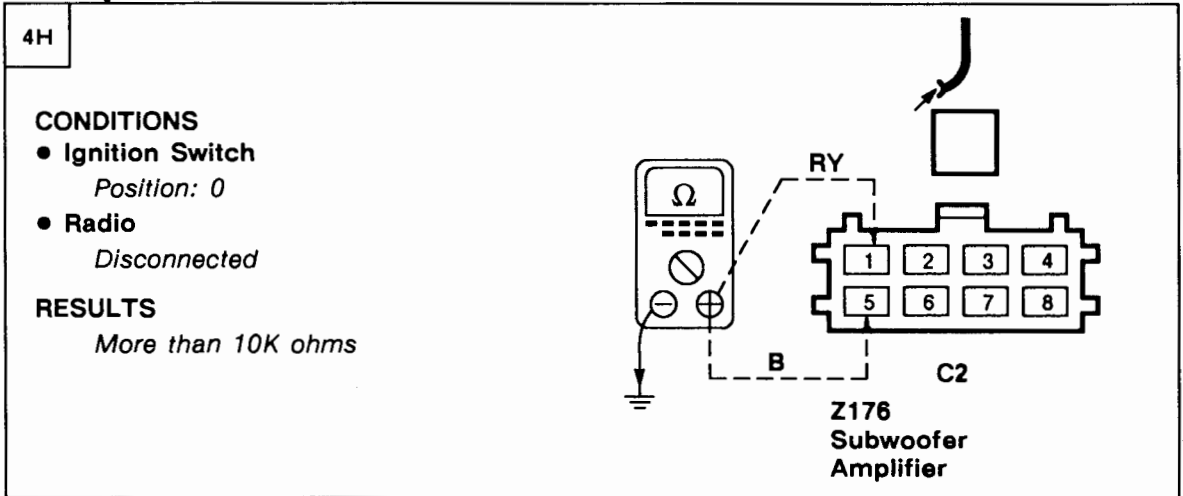 4H
CONDITIONS
● Ignition Switch
Position: 0
● Radio
Disconnected
RESULTS
More than 10K ohms
Ω
RY
B
1 2 3 4
5 6 7 8
C2
Z176
Subwoofer
Amplifier